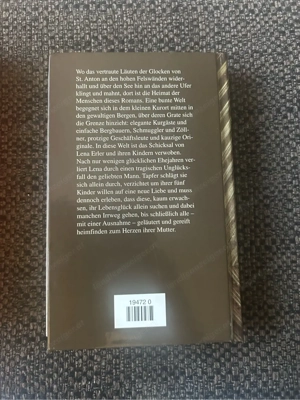 Wo das vertraute Läuten der Glocken von
St. Anton an den hohen Felswänden wider-
hallt und über den See hin an das andere Ufer
klingt und mahnt, dort ist die Heimat der
Menschen dieses Romans. Eine bunte Welt
begegnet sich in dem kleinen Kurort mitten in
den gewaltigen Bergen, über deren Grate sich
die Grenze hinzieht: elegante Kurgäste und
einfache Bergbauern, Schmuggler und Zöll-
ner, protzige Geschäftsleute und kauzige Ori-
ginale. In diese Welt ist das Schicksal von
Lena Erler und ihren Kindern verwoben.
Nach nur wenigen glücklichen Ehejahren ver-
liert Lena durch einen tragischen Unglücks-
fall den geliebten Mann. Tapfer schlägt sie
sich allein durch, verzichtet um ihrer fünf
Kinder willen auf eine neue Liebe und muss
dennoch erleben, dass diese, kaum erwach-
sen, ihr Lebensglück allein suchen und dabei
manchen Irrweg gehen, bis schließlich alle –
mit einer Ausnahme – geläutert und gereift
heimfinden zum Herzen ihrer Mutter.
19472 0